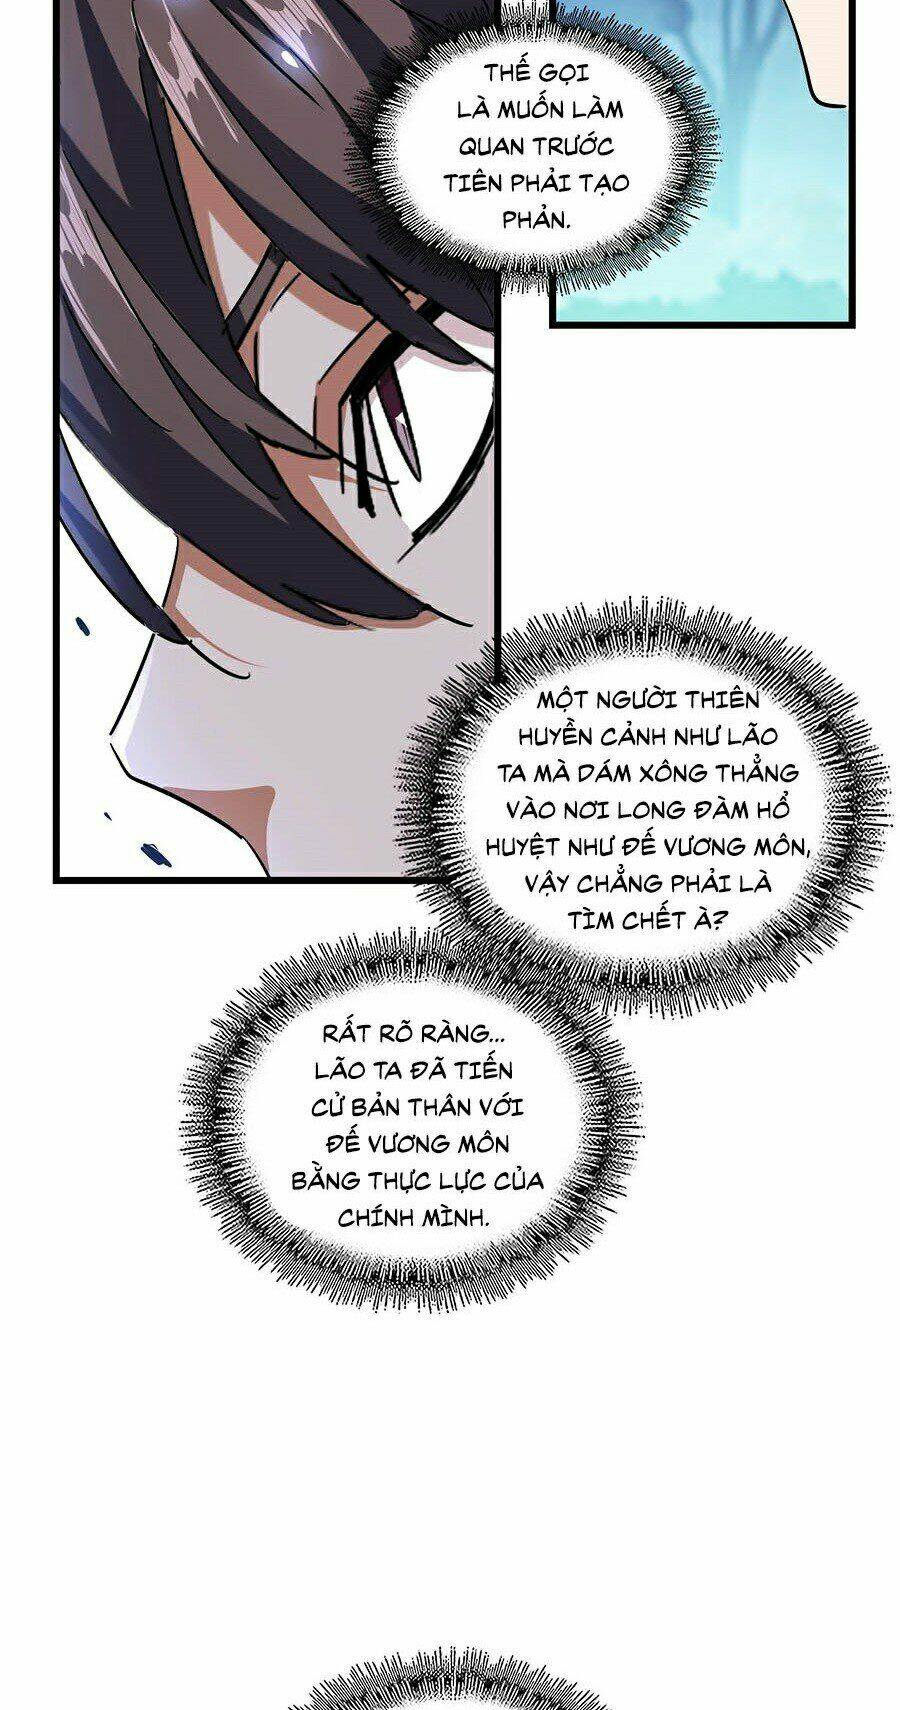 THẾ GỌI
LÀ MUỐN LÀM
QUAN TRƯỚC
TIÊN PHẢI TẠO
PHẢN.
MỘT NGƯỜI THIÊN
HUYỀN CẢNH NHƯ LÃO
TA MÀ DÁM XÔNG THẲNG
VÀO NƠI LONG ĐÀM HỔ
HUYỆT NHƯ ĐẾ VƯƠNG MÔN,
VẬY CHẲNG PHẢI LÀ
TÌM CHẾT À?
RẤT RÕ RÀNG...
LÃO TA ĐÃ TIẾN
CỬ BẢN THÂN VỚI
ĐẾ VƯƠNG MÔN
BẰNG THỰC LỰC CỦA
CHÍNH MÌNH.